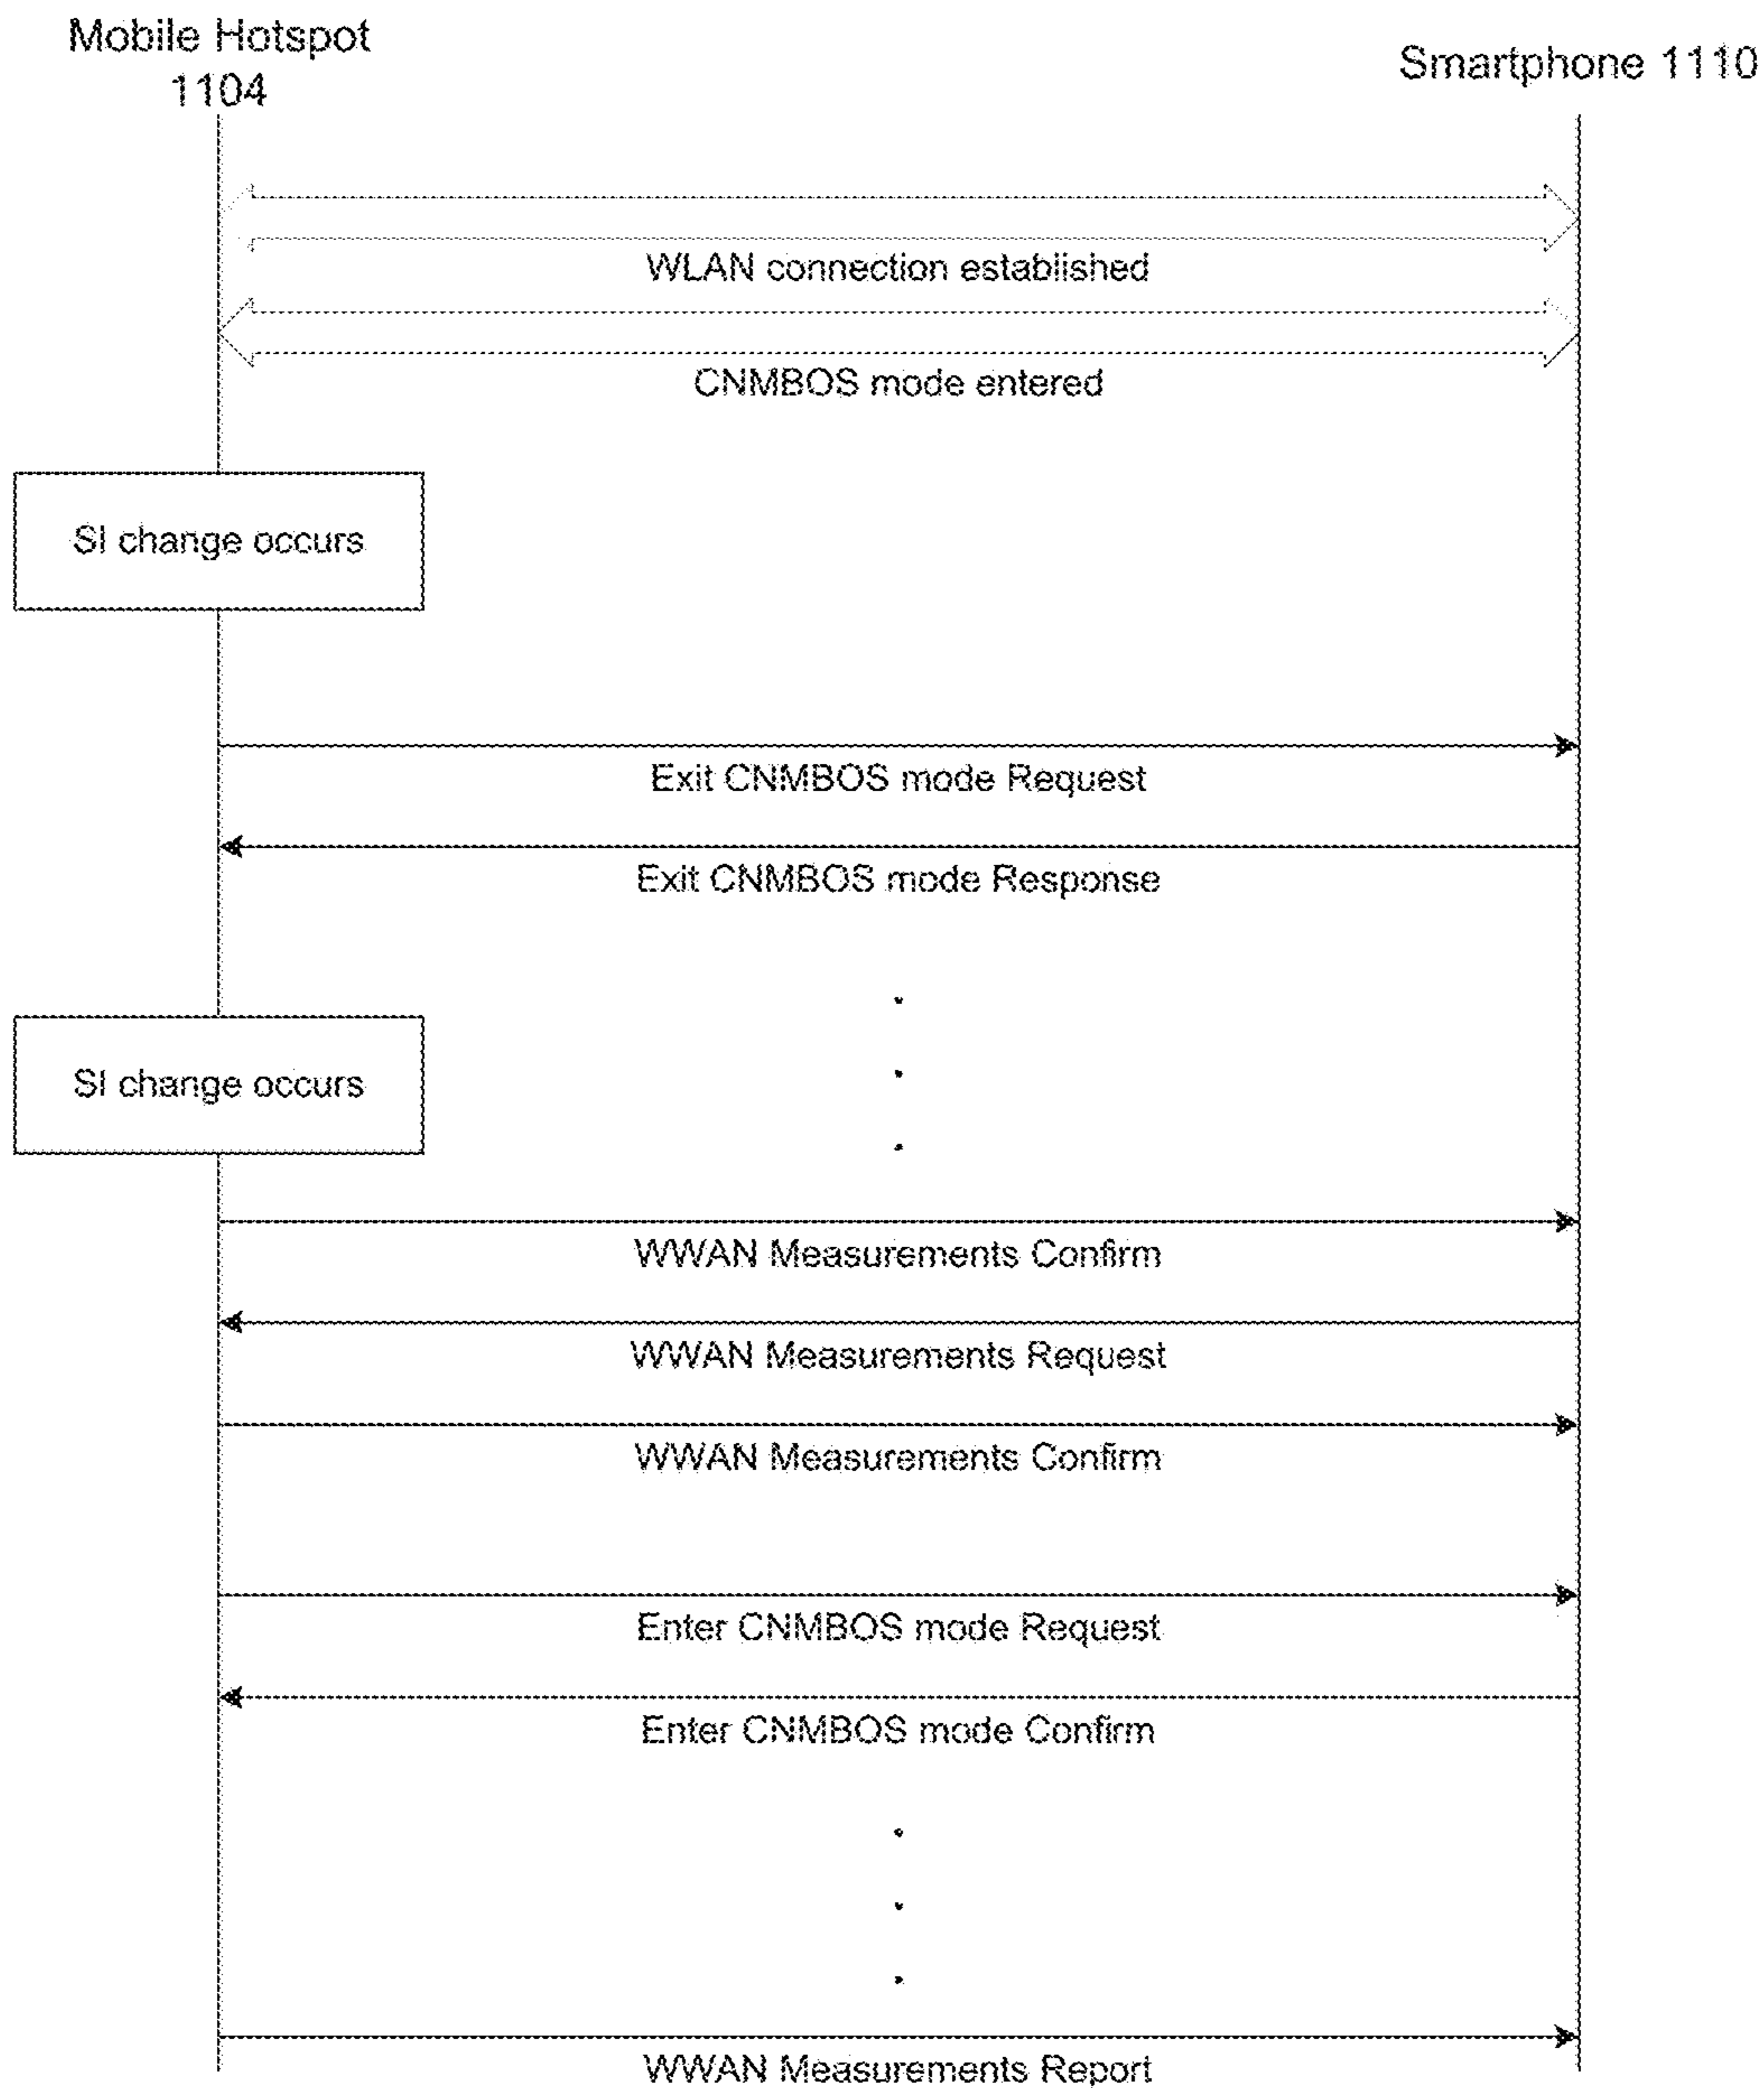 Mobile Hotspot
1104
Smartphone 1110
WLAN connection established
CNMBOS mode entered
SI change occurs
Exit CNMBOS mode Request
Exit CNMBOS mode Response
SI change occurs
WWAN Measurements Confirm
WWAN Measurements Request
WWAN Measurements Confirm
Enter CNMBOS mode Request
Enter CNMBOS mode Confirm
WWAN Measurements Report